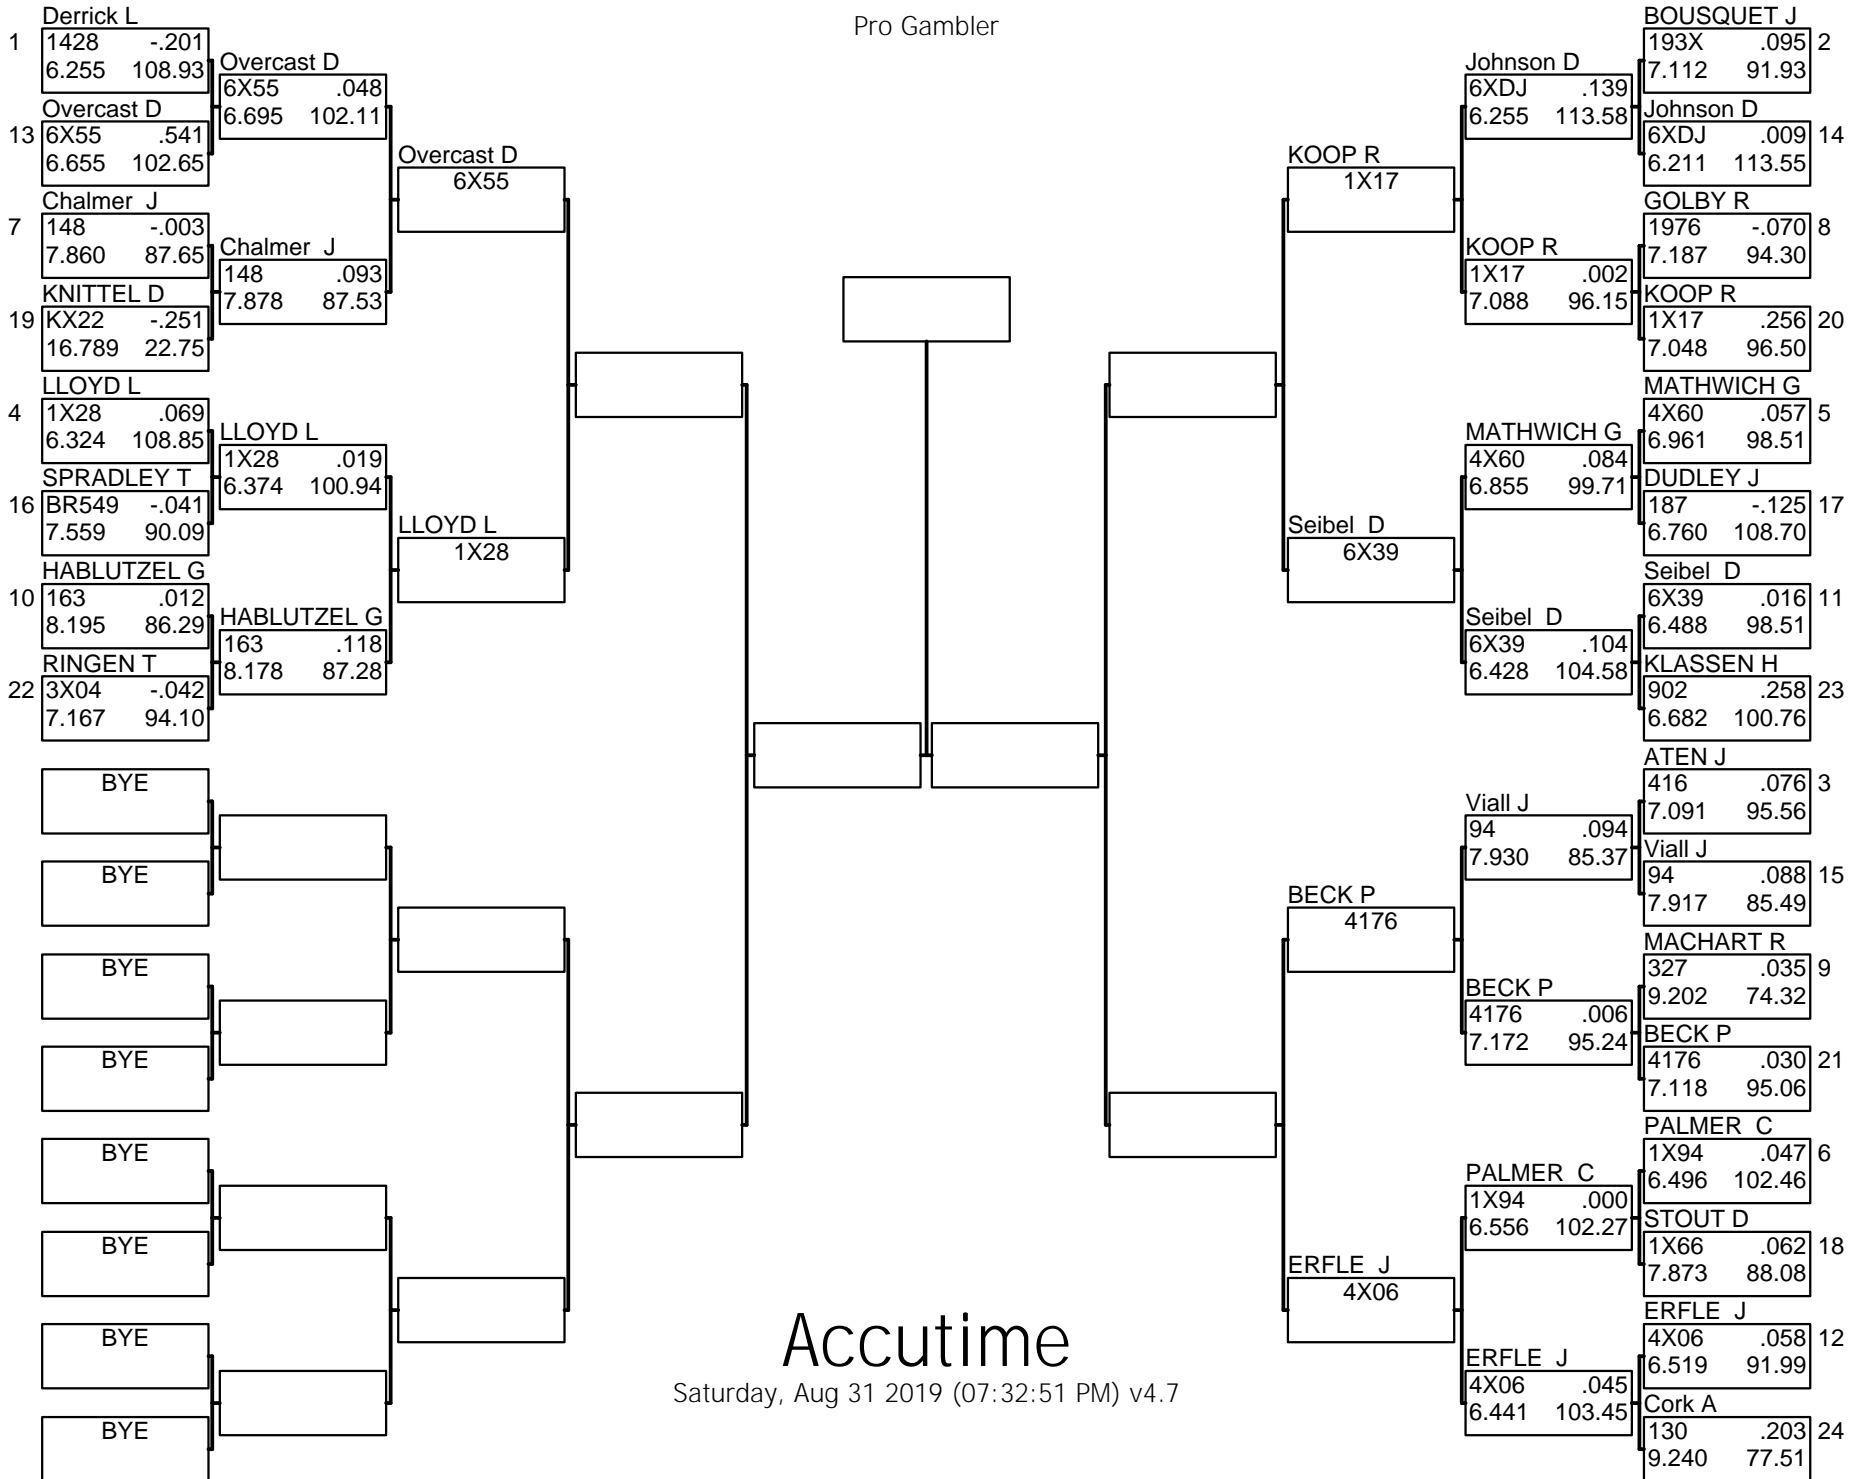 Pro Gambler
Derrick L
1 1428 -.201
6.255 108.93
Overcast D
13 6X55 .541
6.655 102.65
Chalmer J
7 148 -.003
7.860 87.65
KNITTEL D
19 KX22 -.251
16.789 22.75
LLOYD L
4 1X28 .069
6.324 108.85
SPRADLEY T
16 BR549 -.041
7.559 90.09
HABLUTZEL G
10 163 .012
8.195 86.29
RINGEN T
22 3X04 -.042
7.167 94.10
BYE
BYE
BYE
BYE
BYE
BYE
BYE
BYE
Overcast D
6X55 .048
6.695 102.11
Chalmer J
148 .093
7.878 87.53
LLOYD L
1X28 .019
6.374 100.94
HABLUTZEL G
163 .118
8.178 87.28
Overcast D
6X55
LLOYD L
1X28
KOOP R
1X17
Seibel D
6X39
BECK P
4176
ERFLE J
4X06
Johnson D
6XDJ .139
6.255 113.58
KOOP R
1X17 .002
7.088 96.15
MATHWICH G
4X60 .084
6.855 99.71
Seibel D
6X39 .104
6.428 104.58
Viall J
94 .094
7.930 85.37
BECK P
4176 .006
7.172 95.24
PALMER C
1X94 .000
6.556 102.27
ERFLE J
4X06 .045
6.441 103.45
BOUSQUET J
193X .095 2
7.112 91.93
Johnson D
6XDJ .009 14
6.211 113.55
GOLBY R
1976 -.070 8
7.187 94.30
KOOP R
1X17 .256 20
7.048 96.50
MATHWICH G
4X60 .057 5
6.961 98.51
DUDLEY J
187 -.125 17
6.760 108.70
Seibel D
6X39 .016 11
6.488 98.51
KLASSEN H
902 .258 23
6.682 100.76
ATEN J
416 .076 3
7.091 95.56
Viall J
94 .088 15
7.917 85.49
MACHART R
327 .035 9
9.202 74.32
BECK P
4176 .030 21
7.118 95.06
PALMER C
1X94 .047 6
6.496 102.46
STOUT D
1X66 .062 18
7.873 88.08
ERFLE J
4X06 .058 12
6.519 91.99
Cork A
130 .203 24
9.240 77.51
Accutime
Saturday, Aug 31 2019 (07:32:51 PM) v4.7